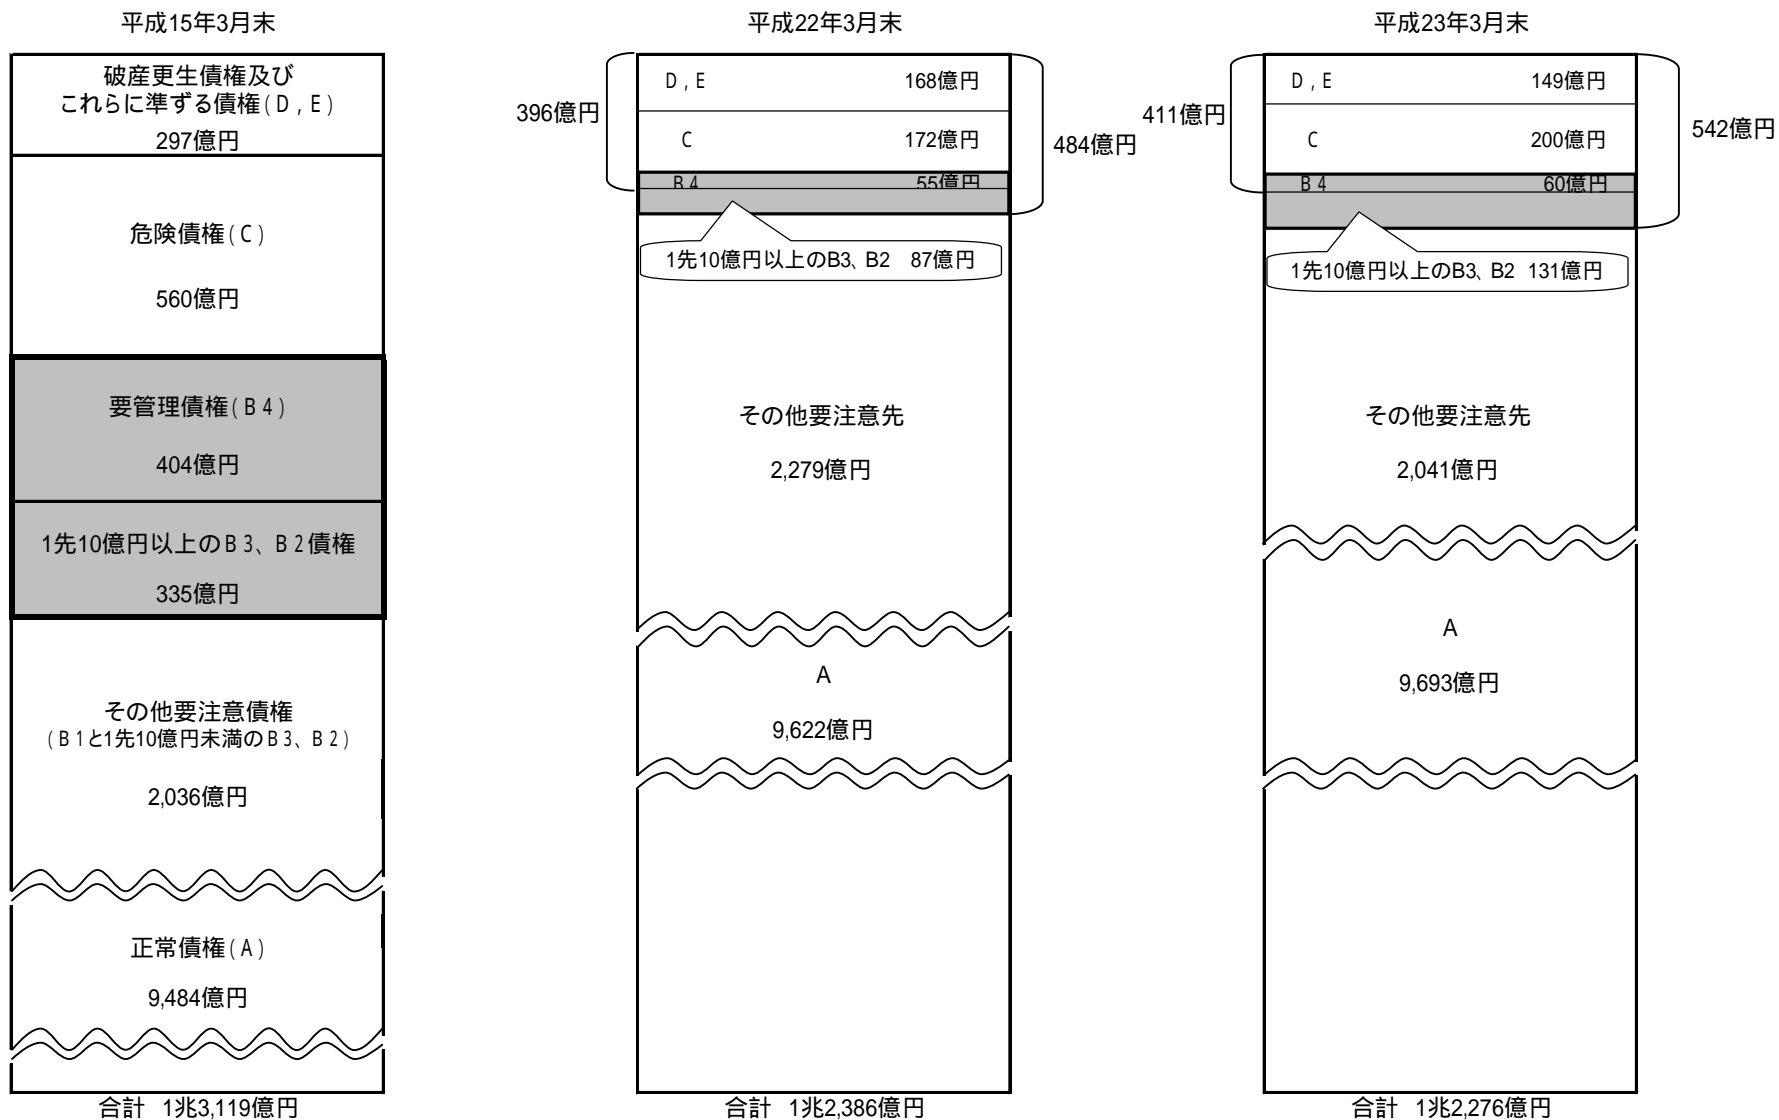 平成15年3月末
破産更生債権及び
これらに準ずる債権(D,E)
297億円
危険債権(C)
560億円
要管理債権(B4)
404億円
1先10億円以上のB3、B2債権
335億円
その他要注意債権
(B1と1先10億円未満のB3、B2)
2,036億円
正常債権(A)
9,484億円
合計 1兆3,119億円
平成22年3月末
396億円
D,E 168億円
C 172億円
484億円
B4 55億円
1先10億円以上のB3、B2 87億円
その他要注意先
2,279億円
A
9,622億円
合計 1兆2,386億円
平成23年3月末
411億円
D,E 149億円
C 200億円
542億円
B4 60億円
1先10億円以上のB3、B2 131億円
その他要注意先
2,041億円
A
9,693億円
合計 1兆2,276億円